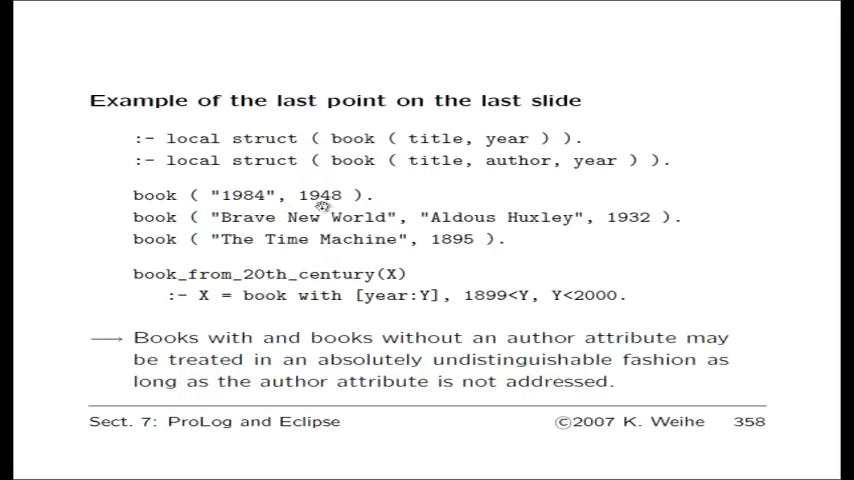 Example of the last point on the last slide
:- local struct ( book ( title, year ) ).
:- local struct ( book ( title, author, year ) ).
book ( "1984", 1948 ).
book ( "Brave New World", "Aldous Huxley", 1932 ).
book ( "The Time Machine", 1895 ).
book_from_20th_century(X)
:- X = book with [year:Y], 1899<Y, Y<2000.
⟶ Books with and books without an author attribute may
be treated in an absolutely undistinguishable fashion as
long as the author attribute is not addressed.
Sect. 7: ProLog and Eclipse ©2007 K. Weihe 358